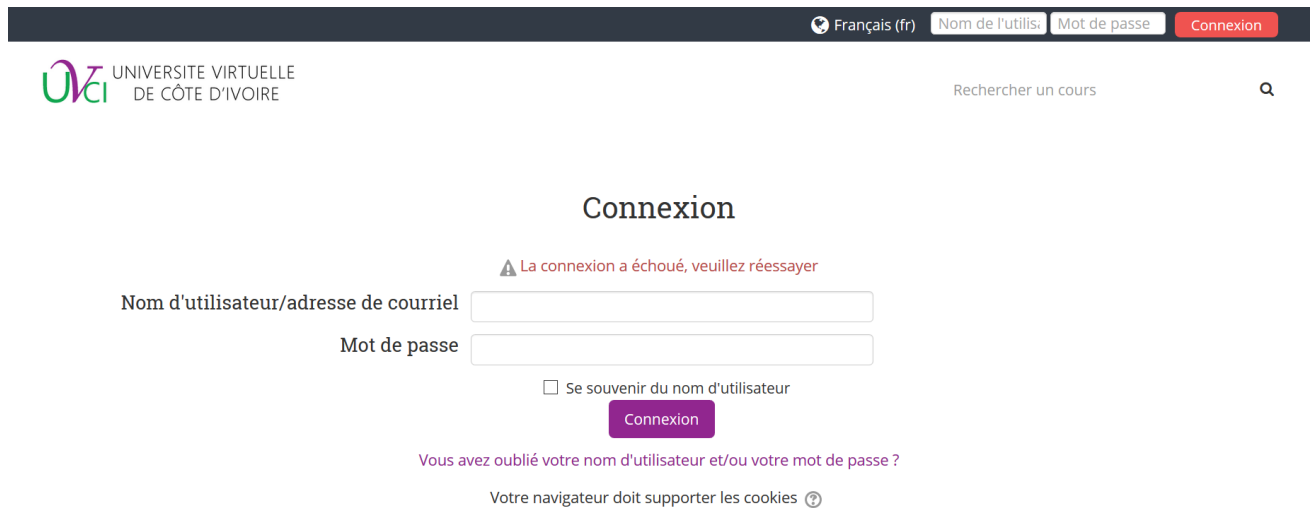 Français (fr) Nom de l'utilisa Mot de passe Connexion
UVCI UNIVERSITE VIRTUELLE
DE CÔTE D'IVOIRE
Rechercher un cours
Connexion
La connexion a échoué, veuillez réessayer
Nom d'utilisateur/adresse de courriel
Mot de passe
Se souvenir du nom d'utilisateur
Connexion
Vous avez oublié votre nom d'utilisateur et/ou votre mot de passe ?
Votre navigateur doit supporter les cookies